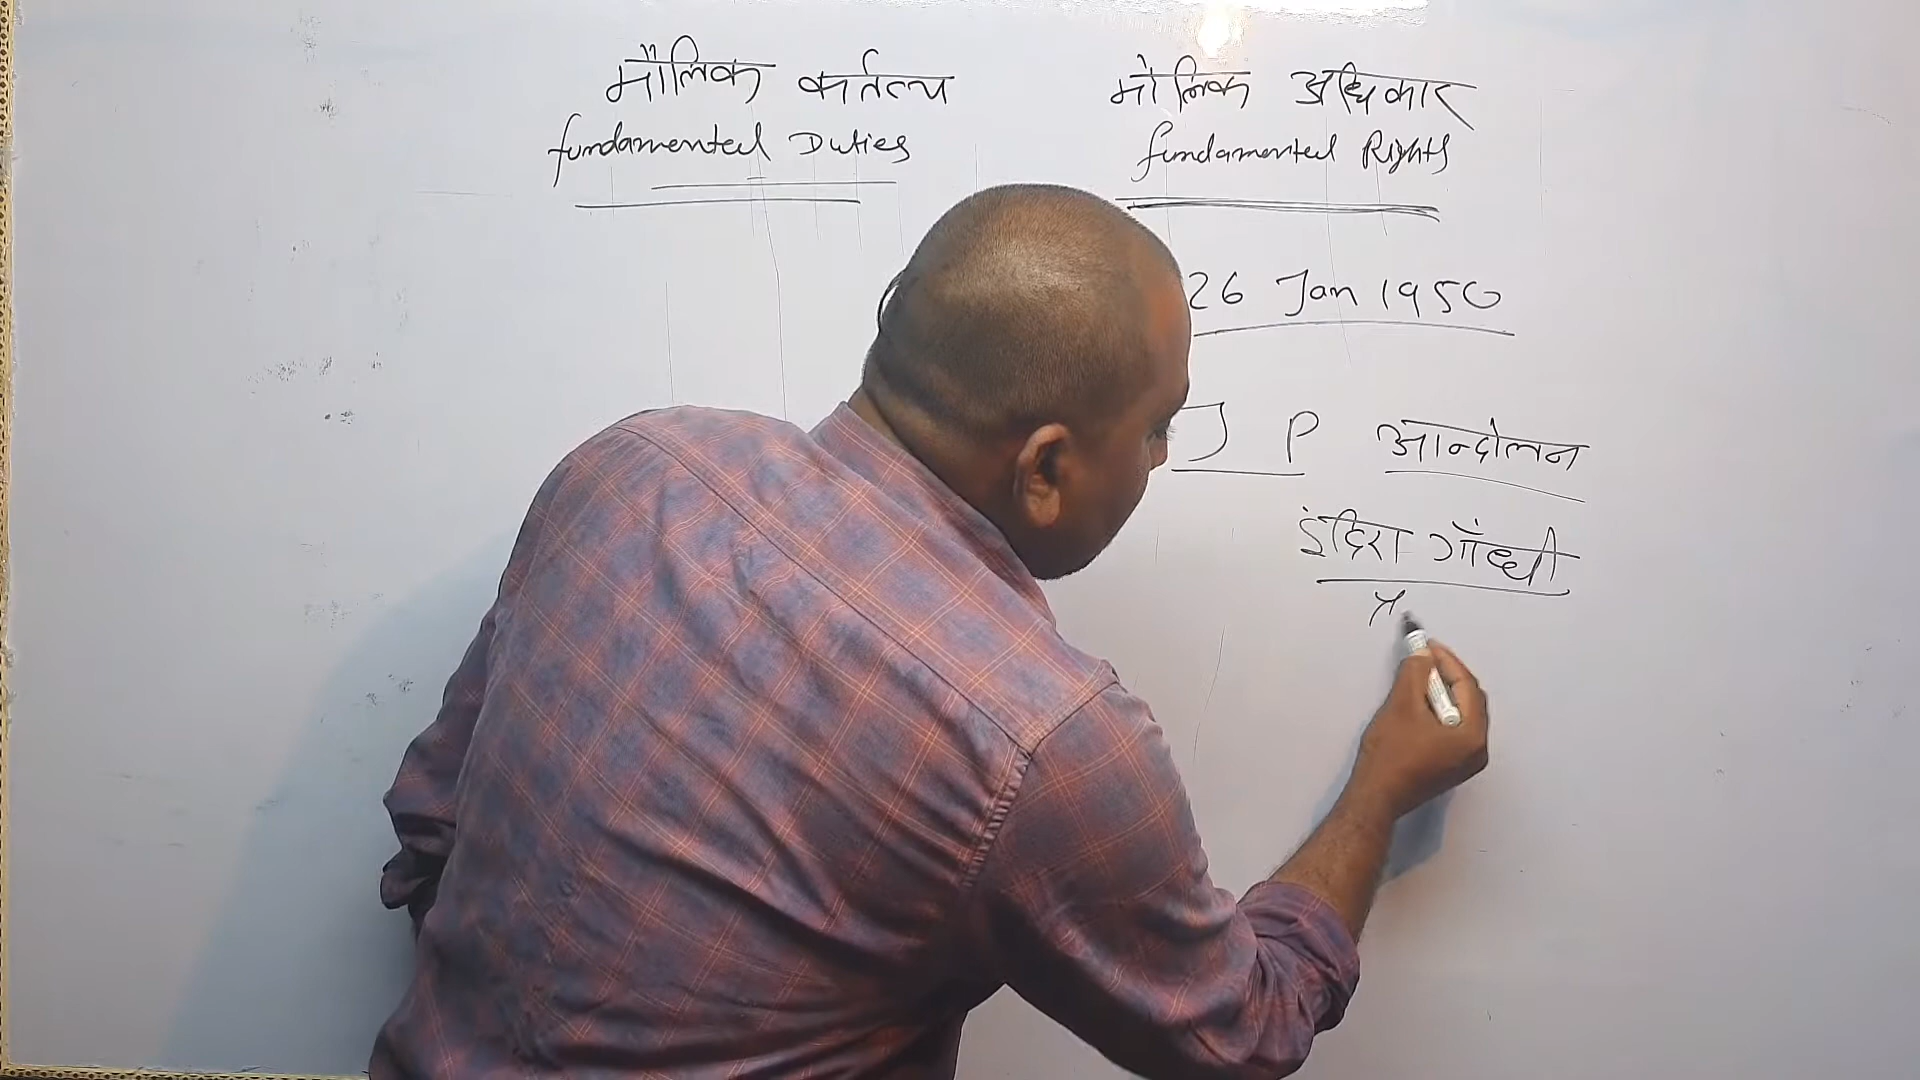 मौलिक कर्तव्य
fundamental Duties
मौलिक अधिकार
fundamental Rights
26 Jan 1950
J P आन्दोलन
इंदिरा गाँधी